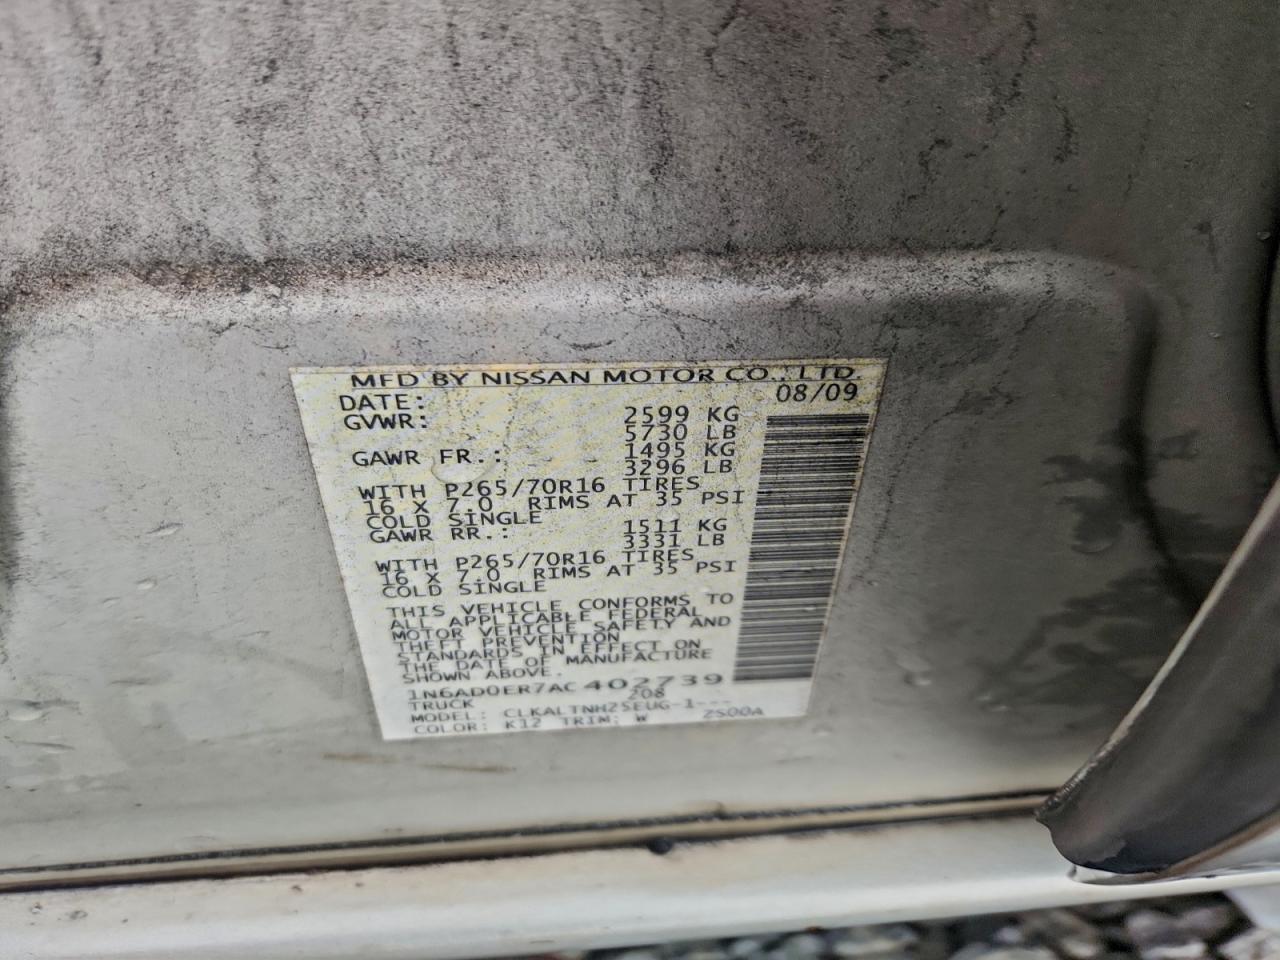 MFD BY NISSAN MOTOR CO., LTD.
DATE: 08/09
GVWR: 2599 KG
5730 LB
GAWR FR.: 1495 KG
3296 LB
WITH P265/70R16 TIRES
16 X 7.0 RIMS AT 35 PSI
COLD SINGLE
GAWR RR.: 1511 KG
3331 LB
WITH P265/70R16 TIRES
16 X 7.0 RIMS AT 35 PSI
COLD SINGLE
THIS VEHICLE CONFORMS TO
ALL APPLICABLE FEDERAL
MOTOR VEHICLE SAFETY AND
THEFT PREVENTION
STANDARDS IN EFFECT ON
THE DATE OF MANUFACTURE
SHOWN ABOVE.
1N6AD0ER7AC 402739
TRUCK 208
MODEL: CLKALTNH25EUG-1---
COLOR: K12 TRIM: W 2S00A